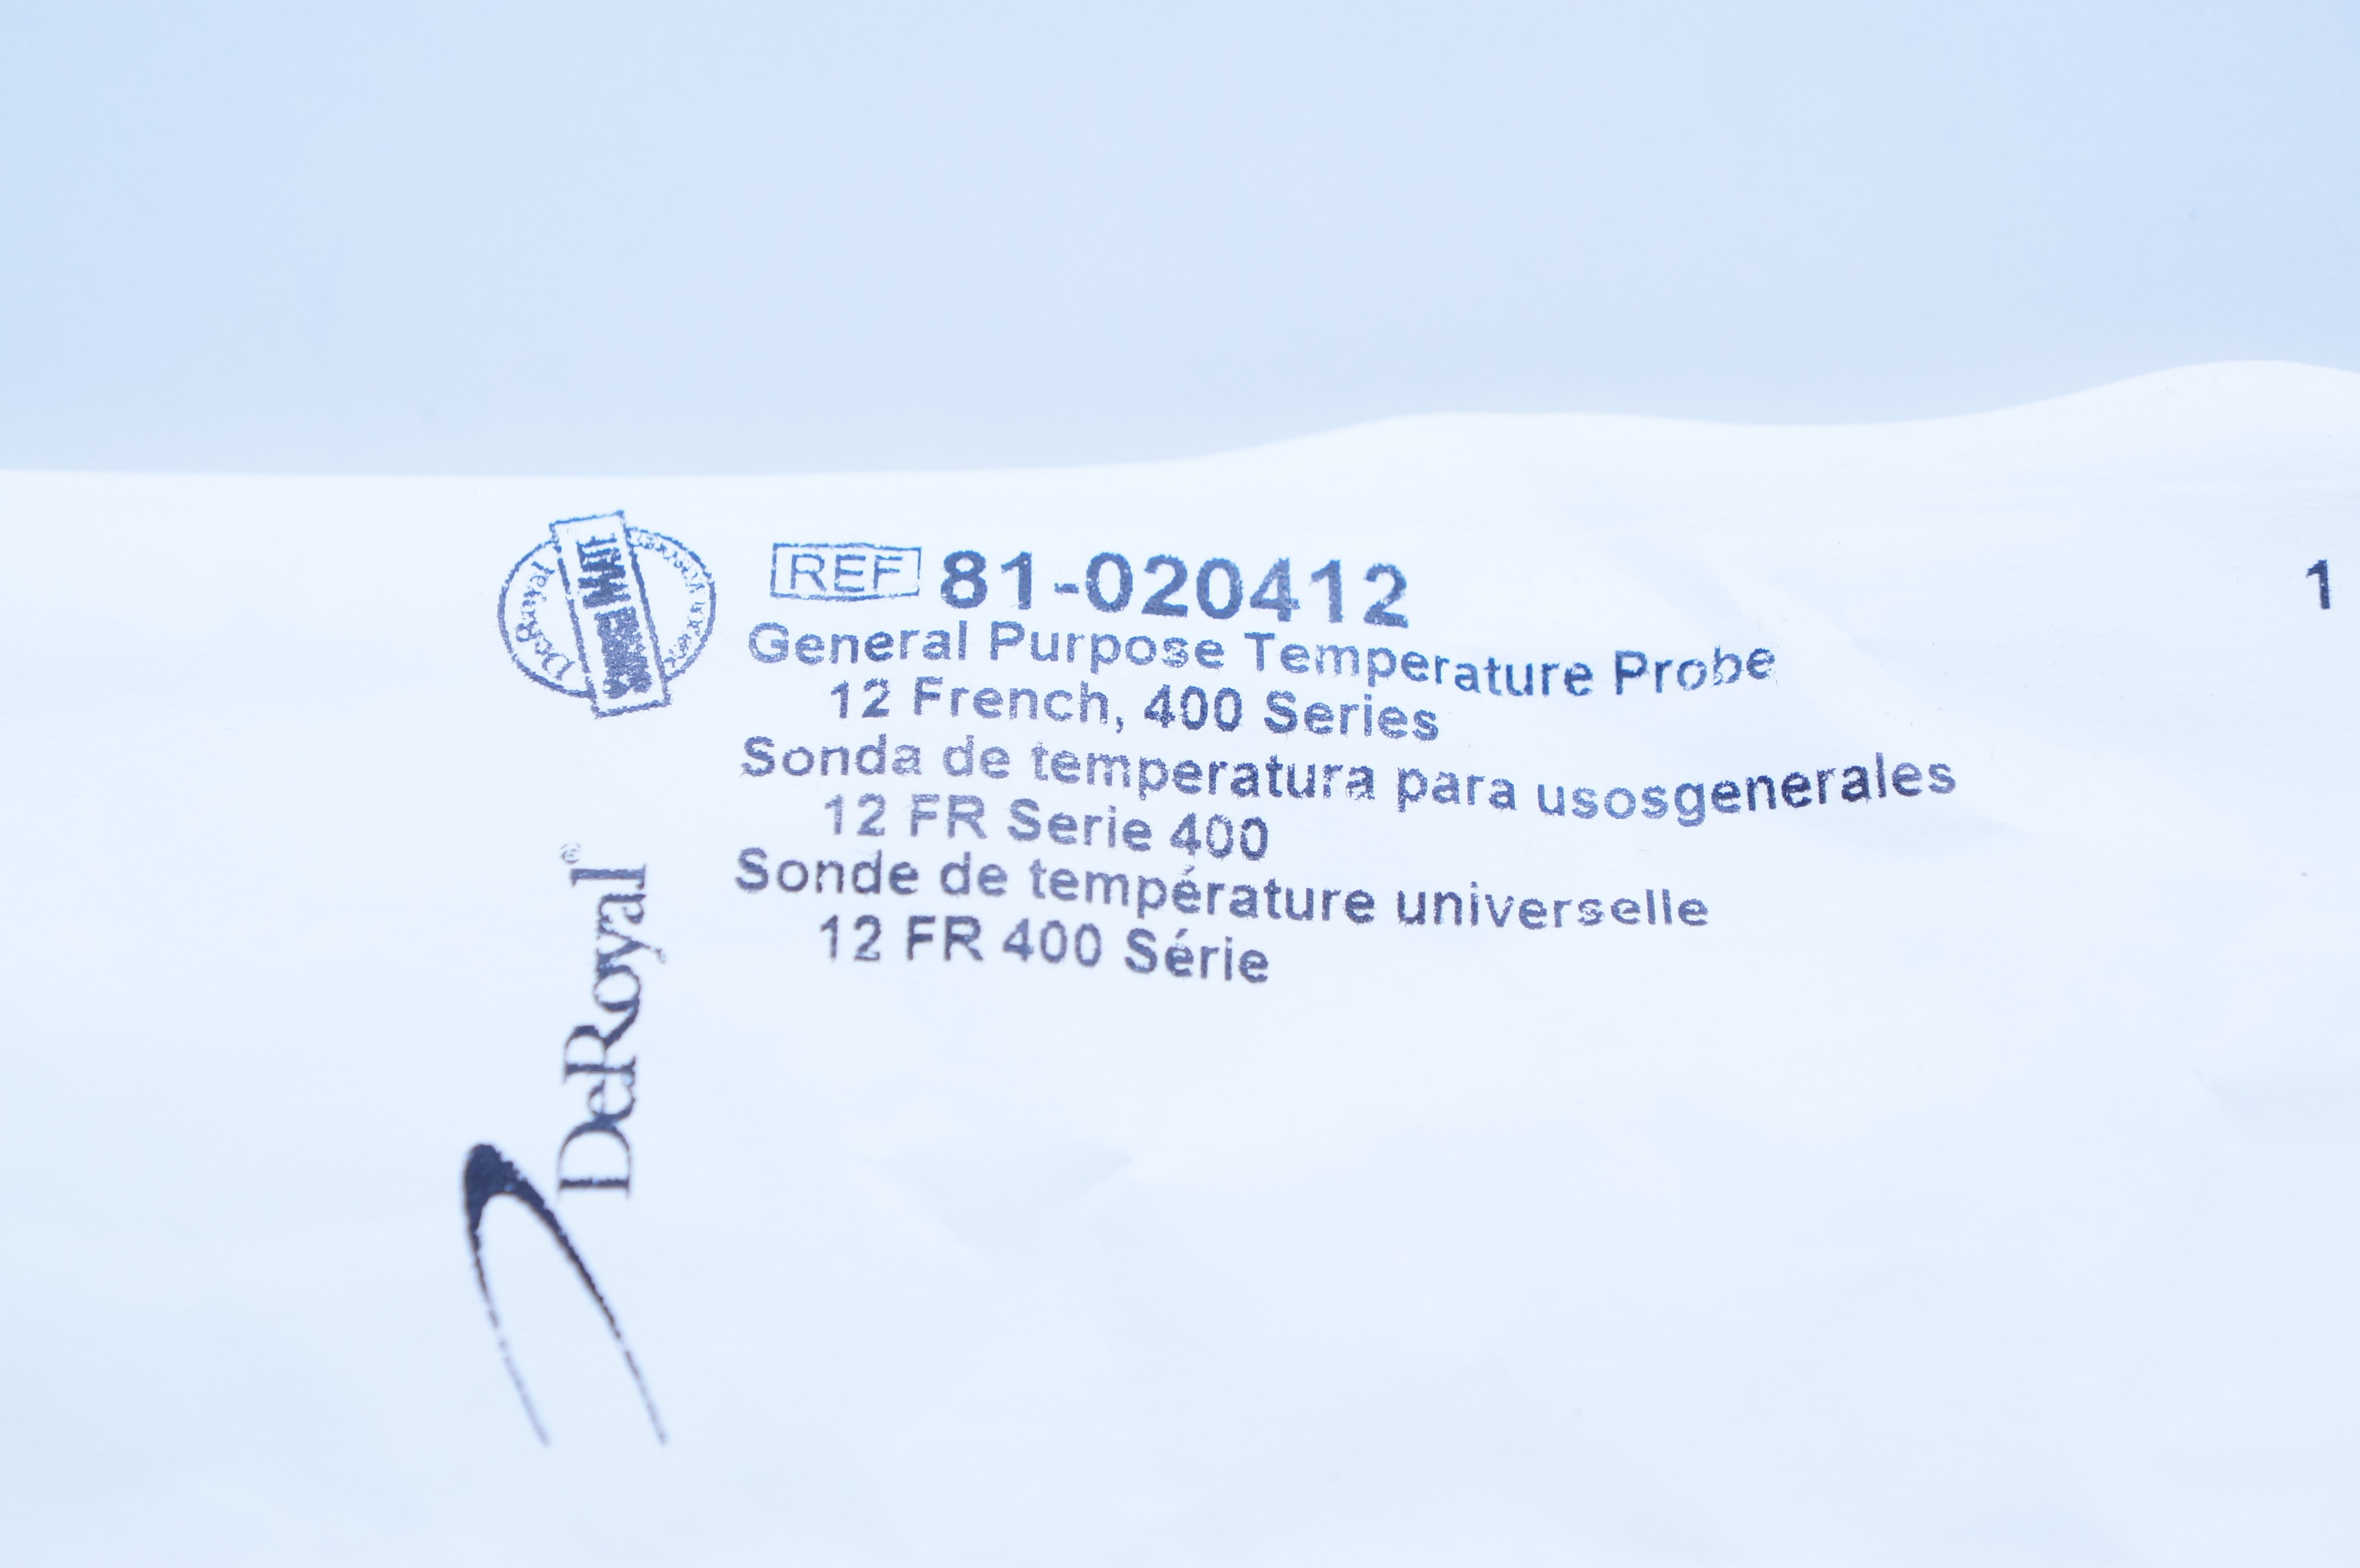 REF 81-020412
1
General Purpose Temperature Probe
12 French, 400 Series
Sonda de temperatura para usosgenerales
12 FR Serie 400
Sonde de température universelle
12 FR 400 Série
DeRoyal®